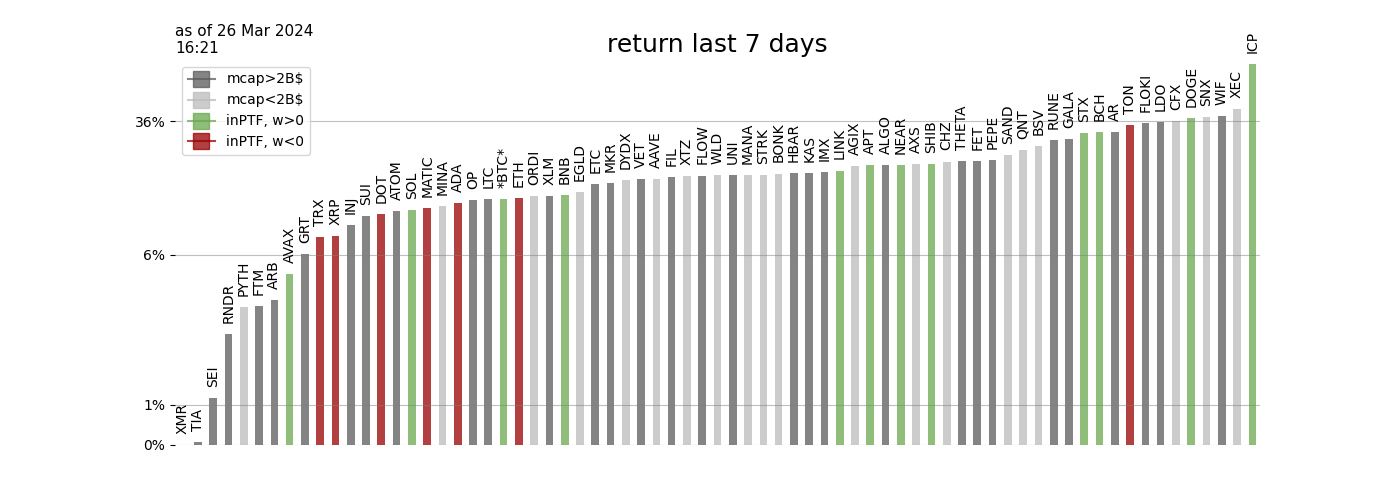 as of 26 Mar 2024
16:21
return last 7 days
mcap>2B$
mcap<2B$
inPTF, w>0
inPTF, w<0
36%
6%
1%
0%
XMR
TIA
SEI
RNDR
PYTH
FTM
ARB
AVAX
GRT
TRX
XRP
INJ
SUI
DOT
ATOM
SOL
MATIC
MINA
ADA
OP
LTC
*BTC*
ETH
ORDI
XLM
BNB
EGLD
ETC
MKR
DYDX
VET
AAVE
FIL
XTZ
FLOW
WLD
UNI
MANA
STRK
BONK
HBAR
KAS
IMX
LINK
AGIX
APT
ALGO
NEAR
AXS
SHIB
CHZ
THETA
FET
PEPE
SAND
QNT
BSV
RUNE
GALA
STX
BCH
AR
TON
FLOKI
LDO
CFX
DOGE
SNX
WIF
XEC
ICP